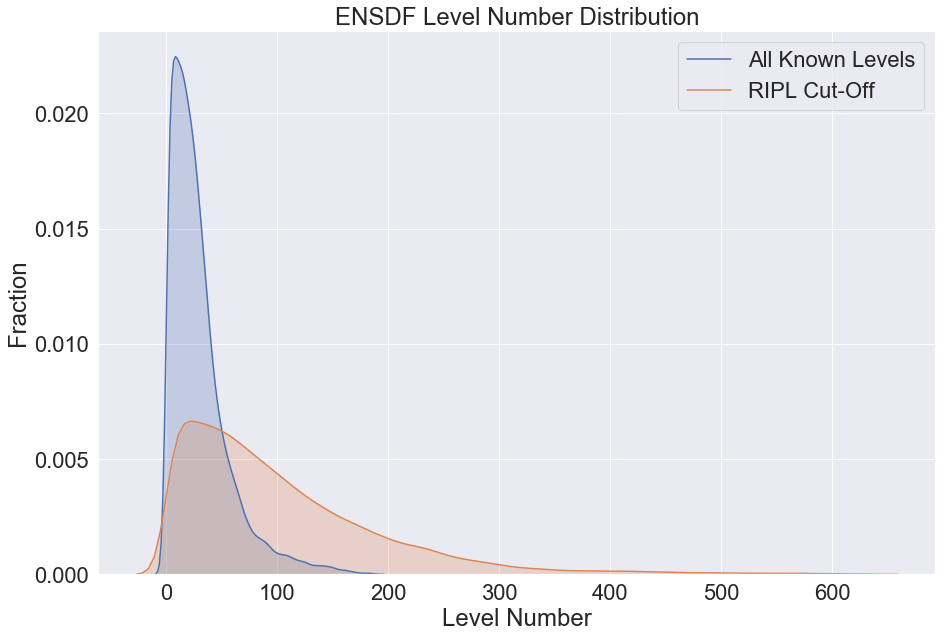 ENSDF Level Number Distribution
All Known Levels
RIPL Cut-Off
0.020
0.015
0.010
0.005
0.000
Fraction
0 100 200 300 400 500 600
Level Number